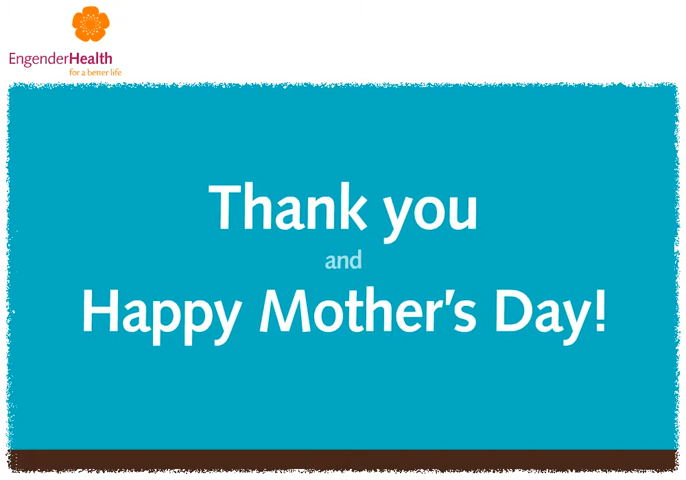 EngenderHealth
for a better life
Thank you
and
Happy Mother's Day!